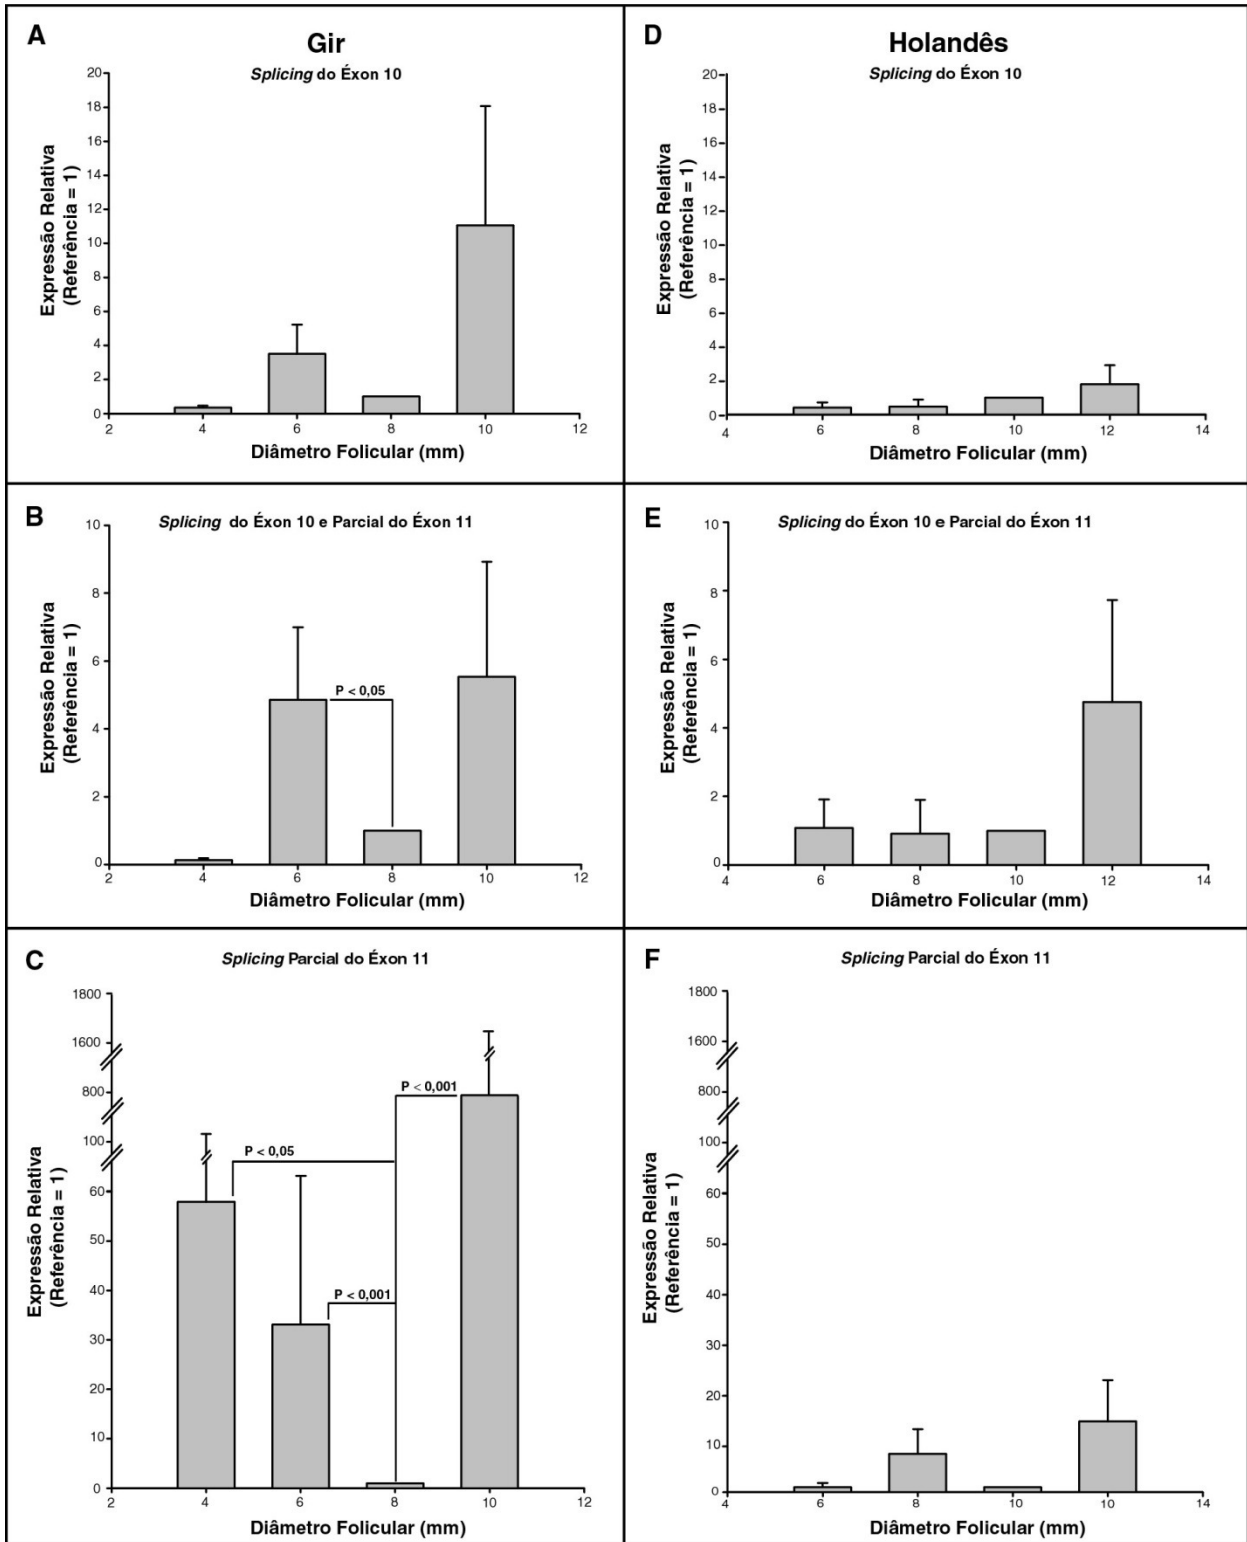 A
Gir
Splicing do Éxon 10
Expressão Relativa
(Referência = 1)
20
18
16
14
12
10
8
6
4
2
0
2 4 6 8 10 12
Diâmetro Folicular (mm)
D
Holandês
Splicing do Éxon 10
Expressão Relativa
(Referência = 1)
20
18
16
14
12
10
8
6
4
2
0
4 6 8 10 12 14
Diâmetro Folicular (mm)
B
Splicing do Éxon 10 e Parcial do Éxon 11
Expressão Relativa
(Referência = 1)
10
8
6
4
2
0
P < 0,05
2 4 6 8 10 12
Diâmetro Folicular (mm)
E
Splicing do Éxon 10 e Parcial do Éxon 11
Expressão Relativa
(Referência = 1)
10
8
6
4
2
0
4 6 8 10 12 14
Diâmetro Folicular (mm)
C
Splicing Parcial do Éxon 11
Expressão Relativa
(Referência = 1)
1800
1600
800
100
60
50
40
30
20
10
0
P < 0,001
P < 0,05
P < 0,001
2 4 6 8 10 12
Diâmetro Folicular (mm)
F
Splicing Parcial do Éxon 11
Expressão Relativa
(Referência = 1)
1800
1600
800
100
60
50
40
30
20
10
0
4 6 8 10 10 14
Diâmetro Folicular (mm)